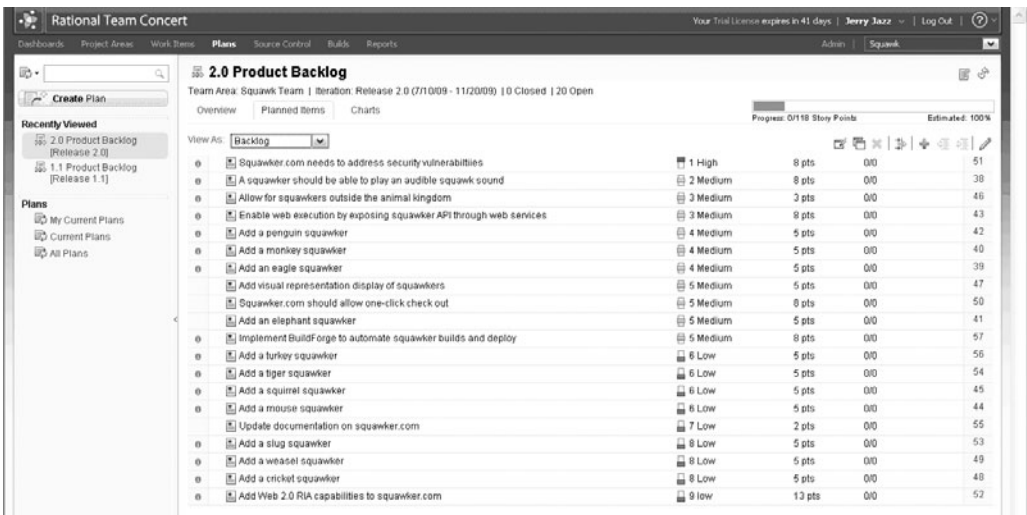 Rational Team Concert
Your Trial License expires in 41 days | Jerry Jazz | Log Out | ?
Dashboards Project Areas Work Items Plans Source Control Builds Reports Admin | Squawk
2.0 Product Backlog
Team Area: Squawk Team | Iteration: Release 2.0 (7/10/09 - 11/20/09) | 0 Closed | 20 Open
Create Plan
Overview Planned Items Charts
Progress: 0/118 Story Points Estimated: 100%
Recently Viewed
2.0 Product Backlog
[Release 2.0]
1.1 Product Backlog
[Release 1.1]
Plans
My Current Plans
Current Plans
All Plans
View As: Backlog
Squawker.com needs to address security vulnerabiltiies 1 High 8 pts 0/0 51
A squawker should be able to play an audible squawk sound 2 Medium 8 pts 0/0 38
Allow for squawkers outside the animal kingdom 3 Medium 3 pts 0/0 46
Enable web execution by exposing squawker API through web services 3 Medium 8 pts 0/0 43
Add a penguin squawker 4 Medium 5 pts 0/0 42
Add a monkey squawker 4 Medium 5 pts 0/0 40
Add an eagle squawker 4 Medium 5 pts 0/0 39
Add visual representation display of squawkers 5 Medium 5 pts 0/0 47
Squawker.com should allow one-click check out 5 Medium 8 pts 0/0 50
Add an elephant squawker 5 Medium 5 pts 0/0 41
Implement BuildForge to automate squawker builds and deploy 5 Medium 8 pts 0/0 57
Add a turkey squawker 6 Low 5 pts 0/0 56
Add a tiger squawker 6 Low 5 pts 0/0 54
Add a squirrel squawker 6 Low 5 pts 0/0 45
Add a mouse squawker 6 Low 5 pts 0/0 44
Update documentation on squawker.com 7 Low 2 pts 0/0 55
Add a slug squawker 8 Low 5 pts 0/0 53
Add a weasel squawker 8 Low 5 pts 0/0 49
Add a cricket squawker 8 Low 5 pts 0/0 48
Add Web 2.0 RIA capabilities to squawker.com 9 low 13 pts 0/0 52